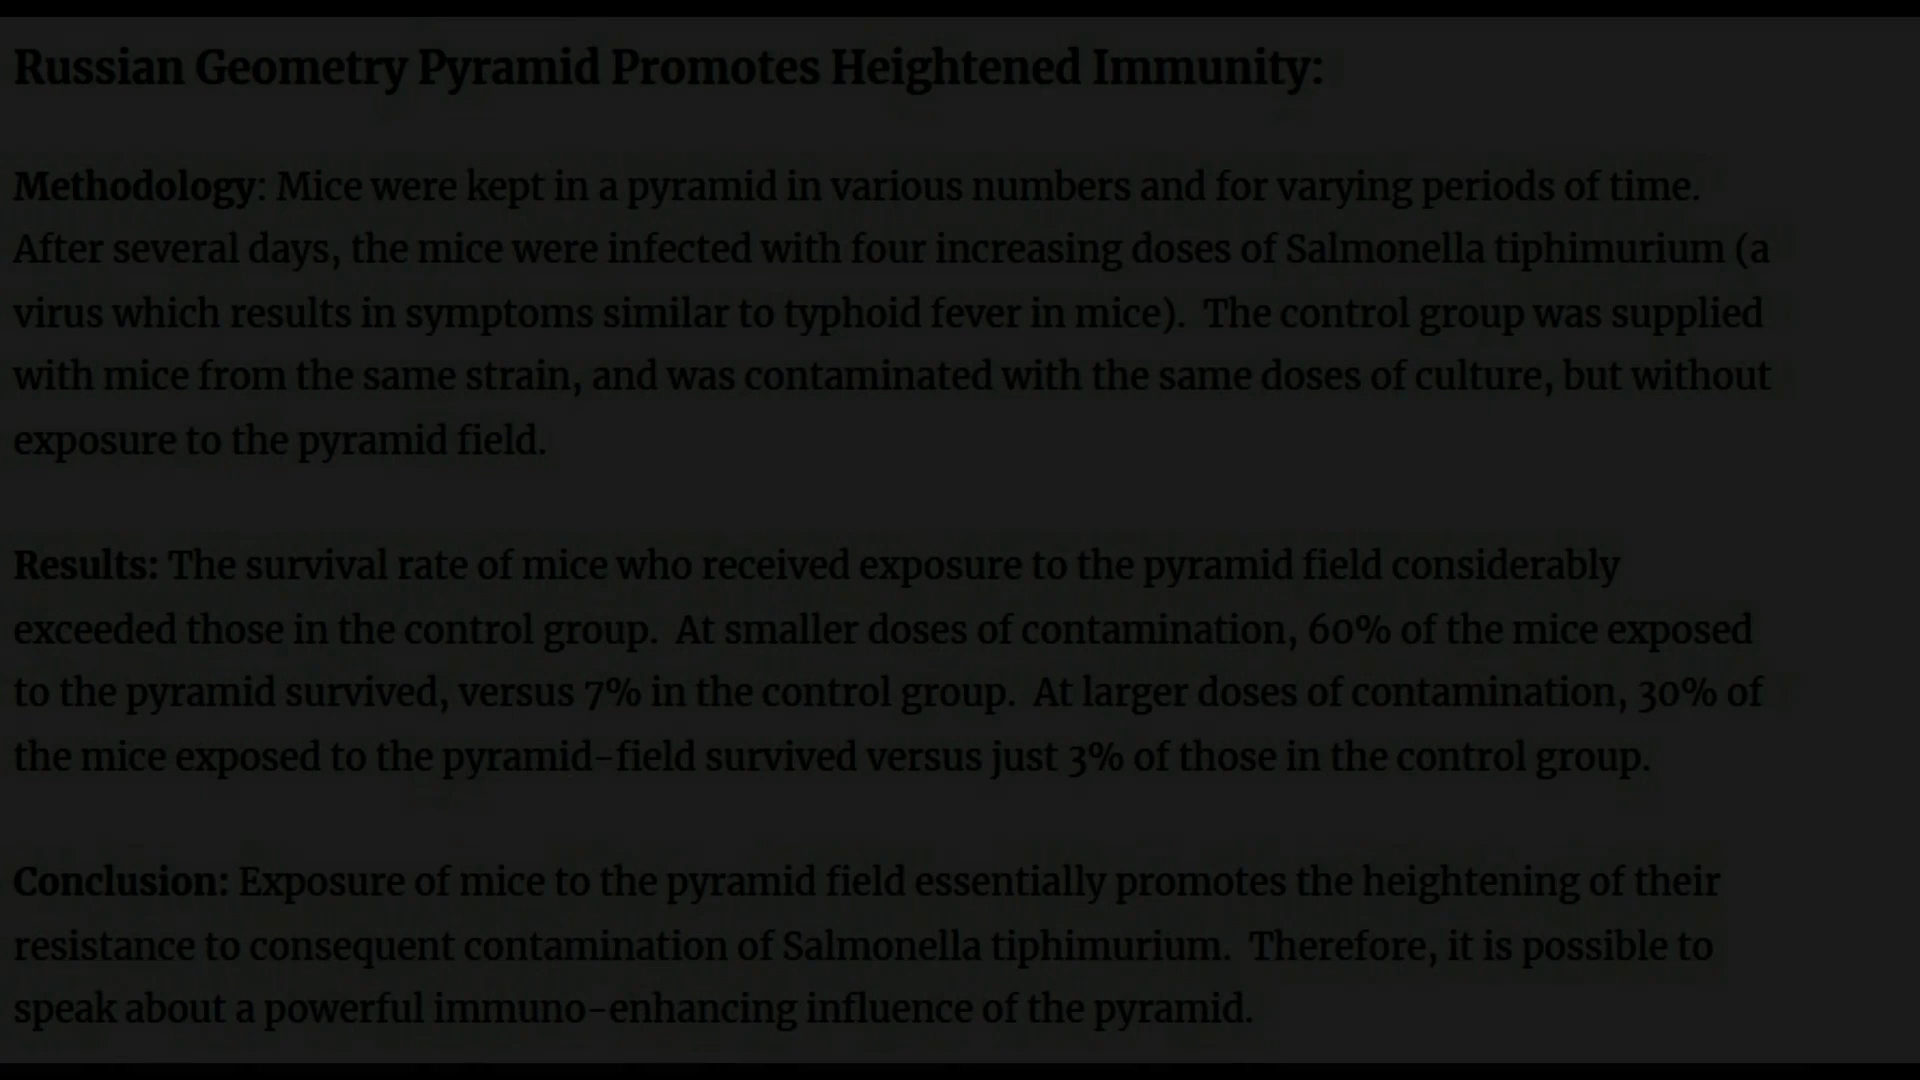 Russian Geometry Pyramid Promotes Heightened Immunity:
Methodology: Mice were kept in a pyramid in various numbers and for varying periods of time.
After several days, the mice were infected with four increasing doses of Salmonella tiphimurium (a
virus which results in symptoms similar to typhoid fever in mice).  The control group was supplied
with mice from the same strain, and was contaminated with the same doses of culture, but without
exposure to the pyramid field.
Results: The survival rate of mice who received exposure to the pyramid field considerably
exceeded those in the control group.  At smaller doses of contamination, 60% of the mice exposed
to the pyramid survived, versus 7% in the control group.  At larger doses of contamination, 30% of
the mice exposed to the pyramid-field survived versus just 3% of those in the control group.
Conclusion: Exposure of mice to the pyramid field essentially promotes the heightening of their
resistance to consequent contamination of Salmonella tiphimurium.  Therefore, it is possible to
speak about a powerful immuno-enhancing influence of the pyramid.